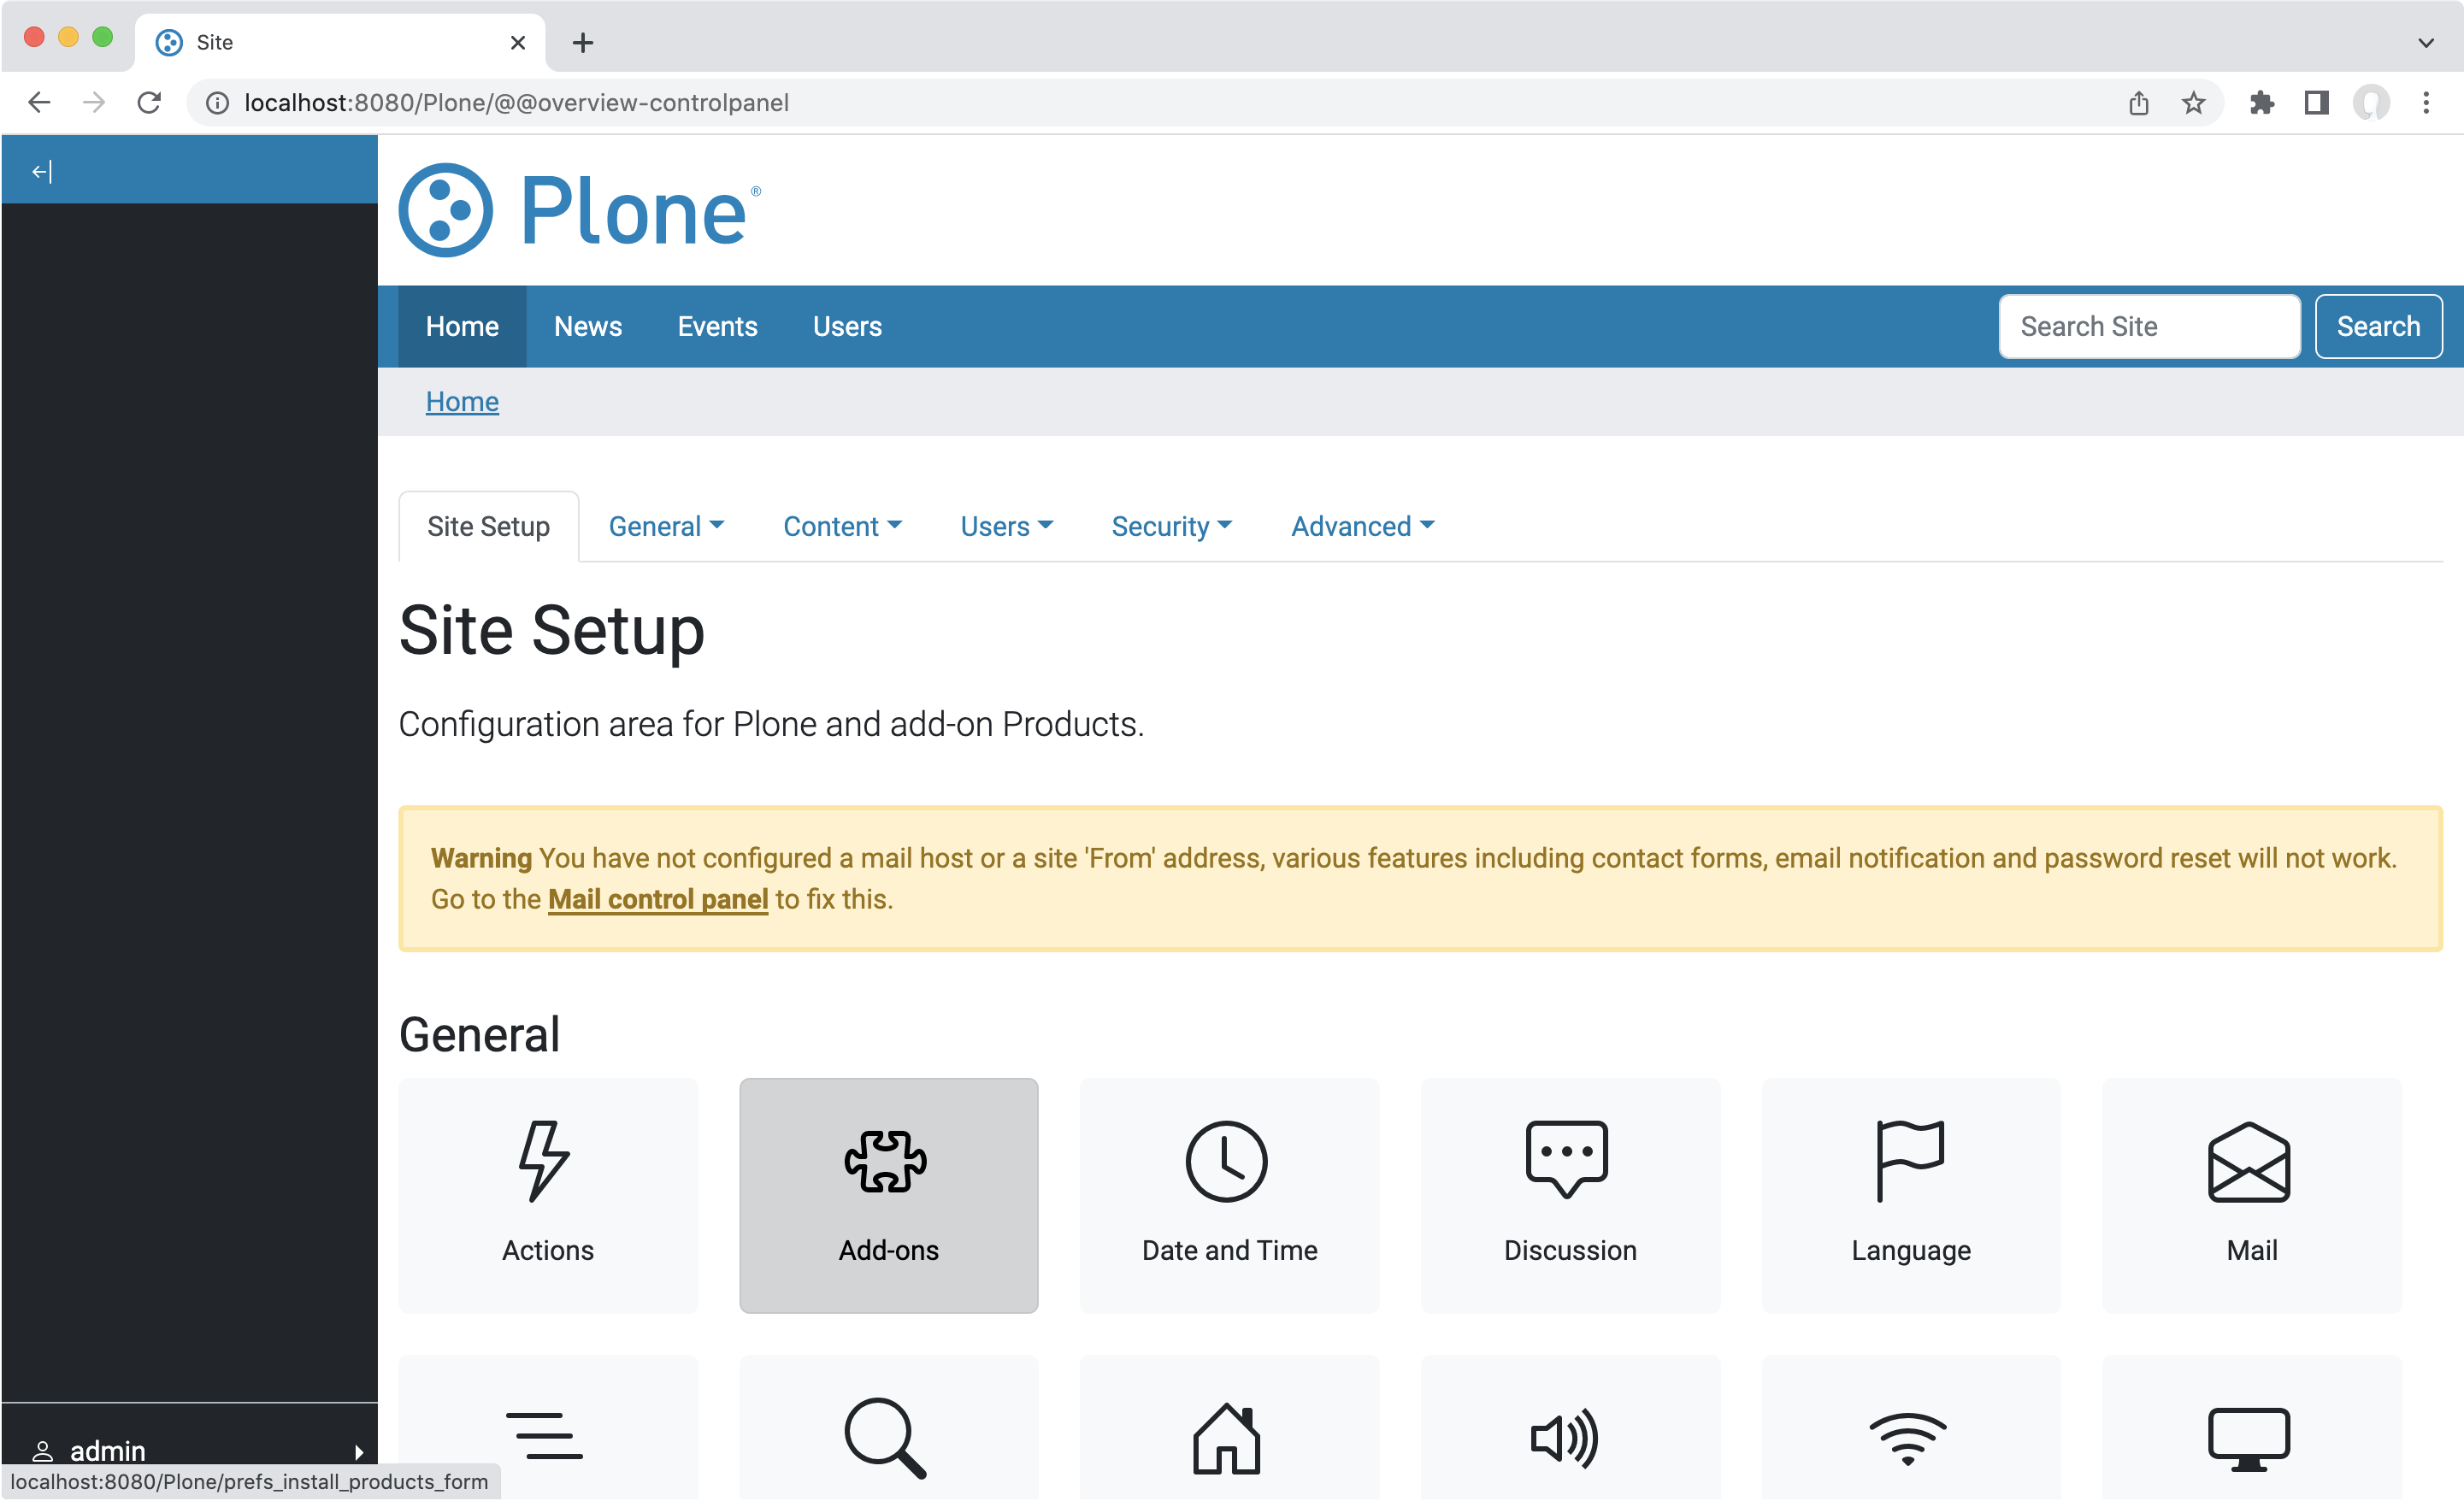 Site
localhost:8080/Plone/@@overview-controlpanel
Plone®
Home News Events Users Search Site Search
Home
Site Setup General Content Users Security Advanced
Site Setup
Configuration area for Plone and add-on Products.
Warning You have not configured a mail host or a site 'From' address, various features including contact forms, email notification and password reset will not work.
Go to the Mail control panel to fix this.
General
Actions Add-ons Date and Time Discussion Language Mail
admin
localhost:8080/Plone/prefs_install_products_form